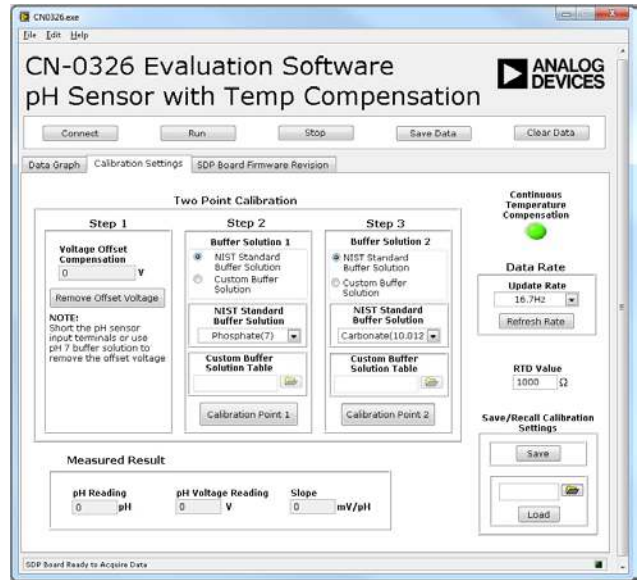 CN0326.exe
File Edit Help
CN-0326 Evaluation Software
pH Sensor with Temp Compensation
ANALOG
DEVICES
Connect Run Stop Save Data Clear Data
Data Graph Calibration Settings SDP Board Firmware Revision
Two Point Calibration
Step 1
Voltage Offset
Compensation
0 V
Remove Offset Voltage
NOTE:
Short the pH sensor
input terminals or use
pH 7 buffer solution to
remove the offset voltage
Step 2
Buffer Solution 1
NIST Standard
Buffer Solution
Custom Buffer
Solution
NIST Standard
Buffer Solution
Phosphate(7)
Custom Buffer
Solution Table
Calibration Point 1
Step 3
Buffer Solution 2
NIST Standard
Buffer Solution
Custom Buffer
Solution
NIST Standard
Buffer Solution
Carbonate(10.012
Custom Buffer
Solution Table
Calibration Point 2
Continuous
Temperature
Compensation
Data Rate
Update Rate
16.7Hz
Refresh Rate
RTD Value
1000 Ω
Save/Recall Calibration
Settings
Save
Load
Measured Result
pH Reading pH Voltage Reading Slope
0 pH 0 V 0 mV/pH
SDP Board Ready to Acquire Data